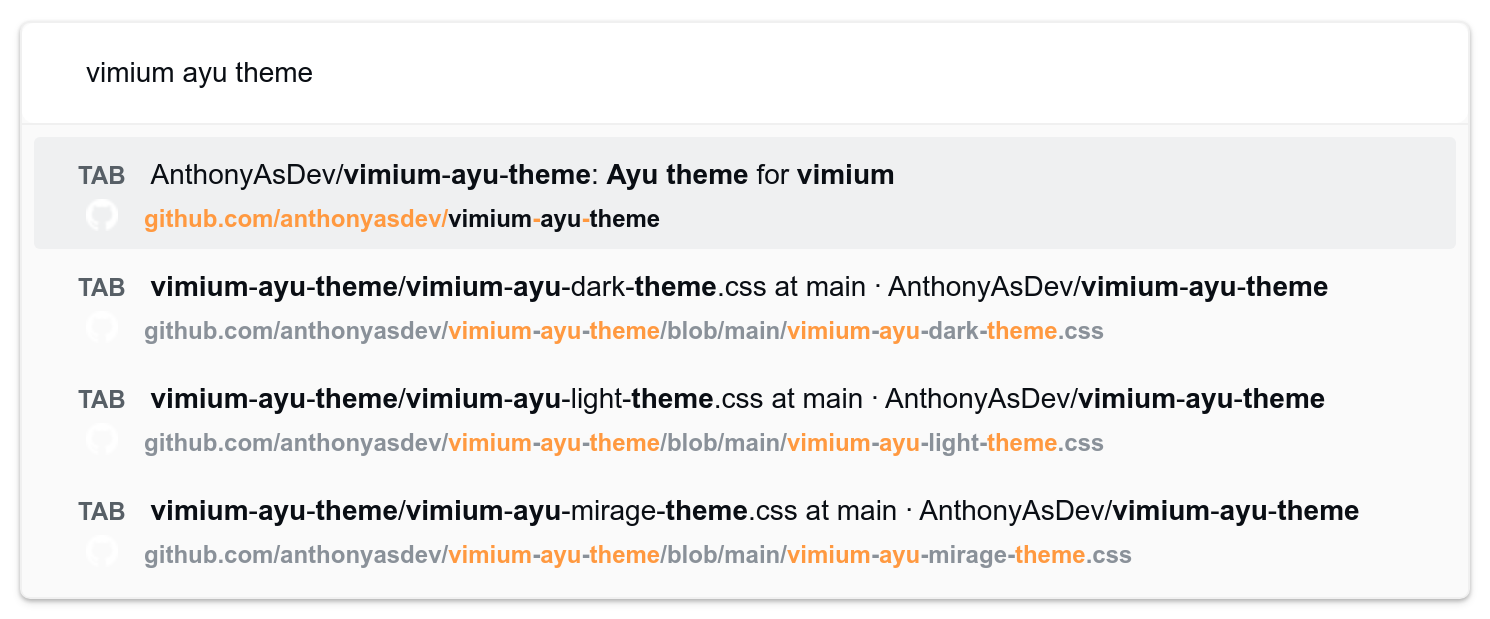 vimium ayu theme
TAB AnthonyAsDev/vimium-ayu-theme: Ayu theme for vimium
github.com/anthonyasdev/vimium-ayu-theme
TAB vimium-ayu-theme/vimium-ayu-dark-theme.css at main · AnthonyAsDev/vimium-ayu-theme
github.com/anthonyasdev/vimium-ayu-theme/blob/main/vimium-ayu-dark-theme.css
TAB vimium-ayu-theme/vimium-ayu-light-theme.css at main · AnthonyAsDev/vimium-ayu-theme
github.com/anthonyasdev/vimium-ayu-theme/blob/main/vimium-ayu-light-theme.css
TAB vimium-ayu-theme/vimium-ayu-mirage-theme.css at main · AnthonyAsDev/vimium-ayu-theme
github.com/anthonyasdev/vimium-ayu-theme/blob/main/vimium-ayu-mirage-theme.css